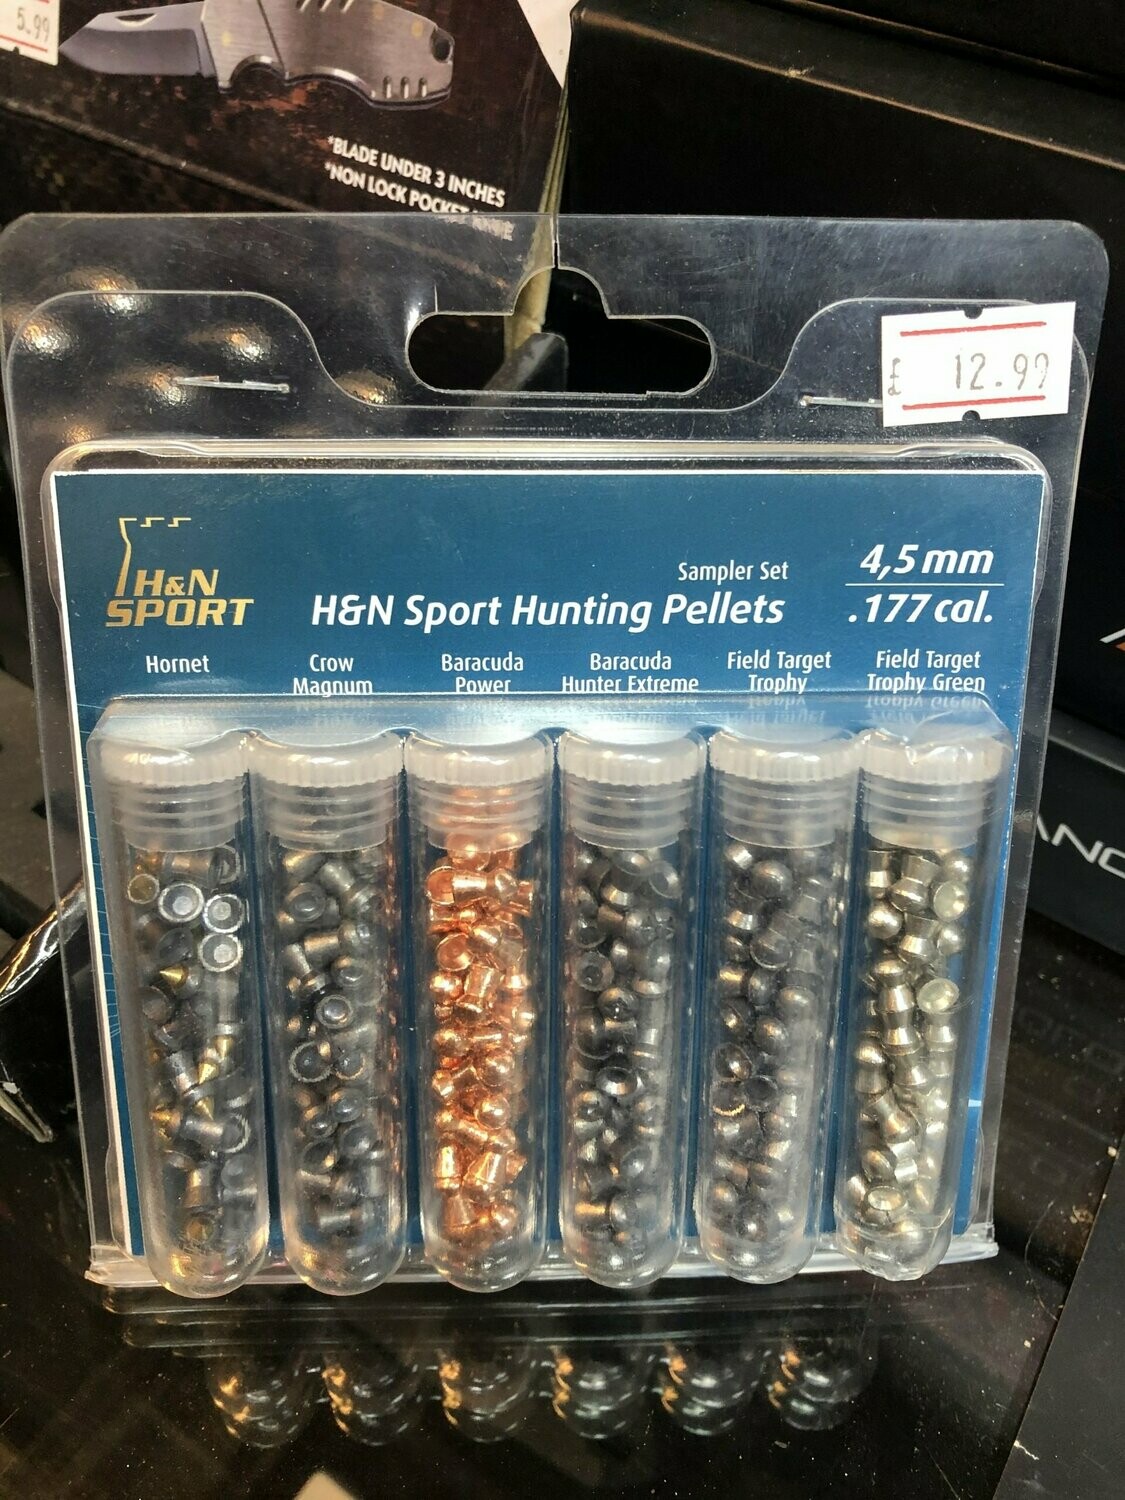 5.99
*BLADE UNDER 3 INCHES
*NON LOCK POCKET KNIFE
£ 12.99
H&N
SPORT
Sampler Set
H&N Sport Hunting Pellets
4,5 mm
.177 cal.
Hornet
Crow
Magnum
Baracuda
Power
Baracuda
Hunter Extreme
Field Target
Trophy
Field Target
Trophy Green